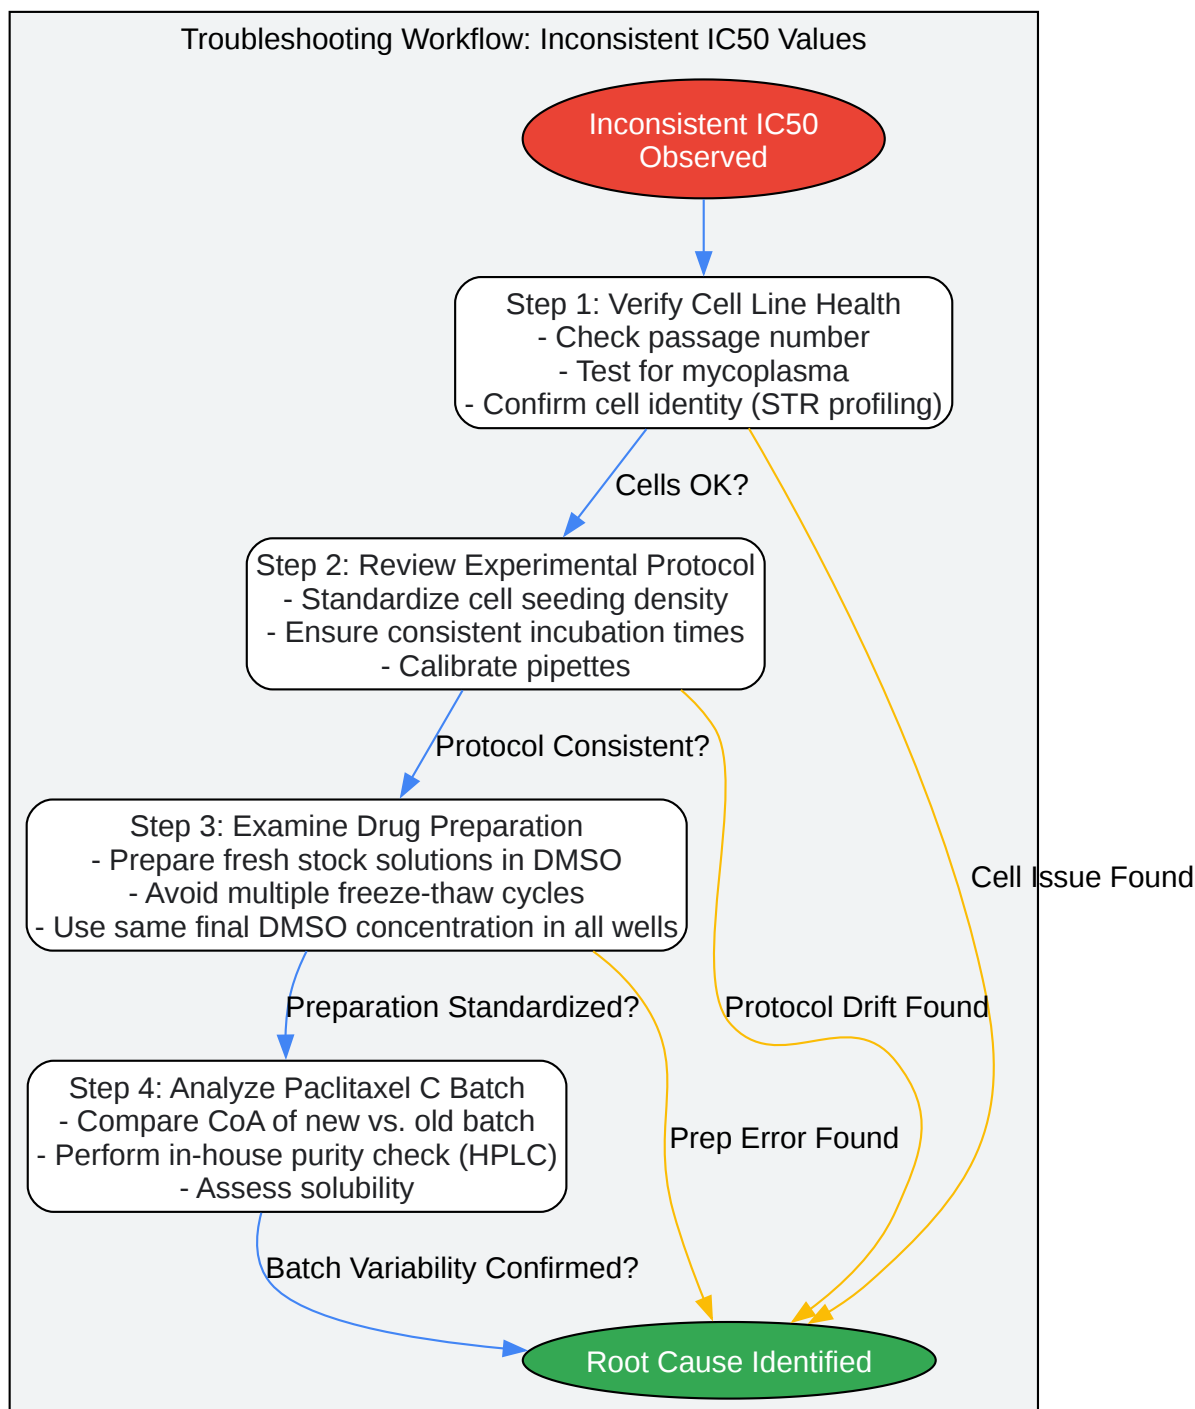 Troubleshooting Workflow: Inconsistent IC50 Values
Inconsistent IC50
Observed
Step 1: Verify Cell Line Health
- Check passage number
- Test for mycoplasma
- Confirm cell identity (STR profiling)
Cells OK?
Step 2: Review Experimental Protocol
- Standardize cell seeding density
- Ensure consistent incubation times
- Calibrate pipettes
Protocol Consistent?
Step 3: Examine Drug Preparation
- Prepare fresh stock solutions in DMSO
- Avoid multiple freeze-thaw cycles
- Use same final DMSO concentration in all wells
Cell Issue Found
Preparation Standardized?
Protocol Drift Found
Step 4: Analyze Paclitaxel C Batch
- Compare CoA of new vs. old batch
- Perform in-house purity check (HPLC)
- Assess solubility
Prep Error Found
Batch Variability Confirmed?
Root Cause Identified